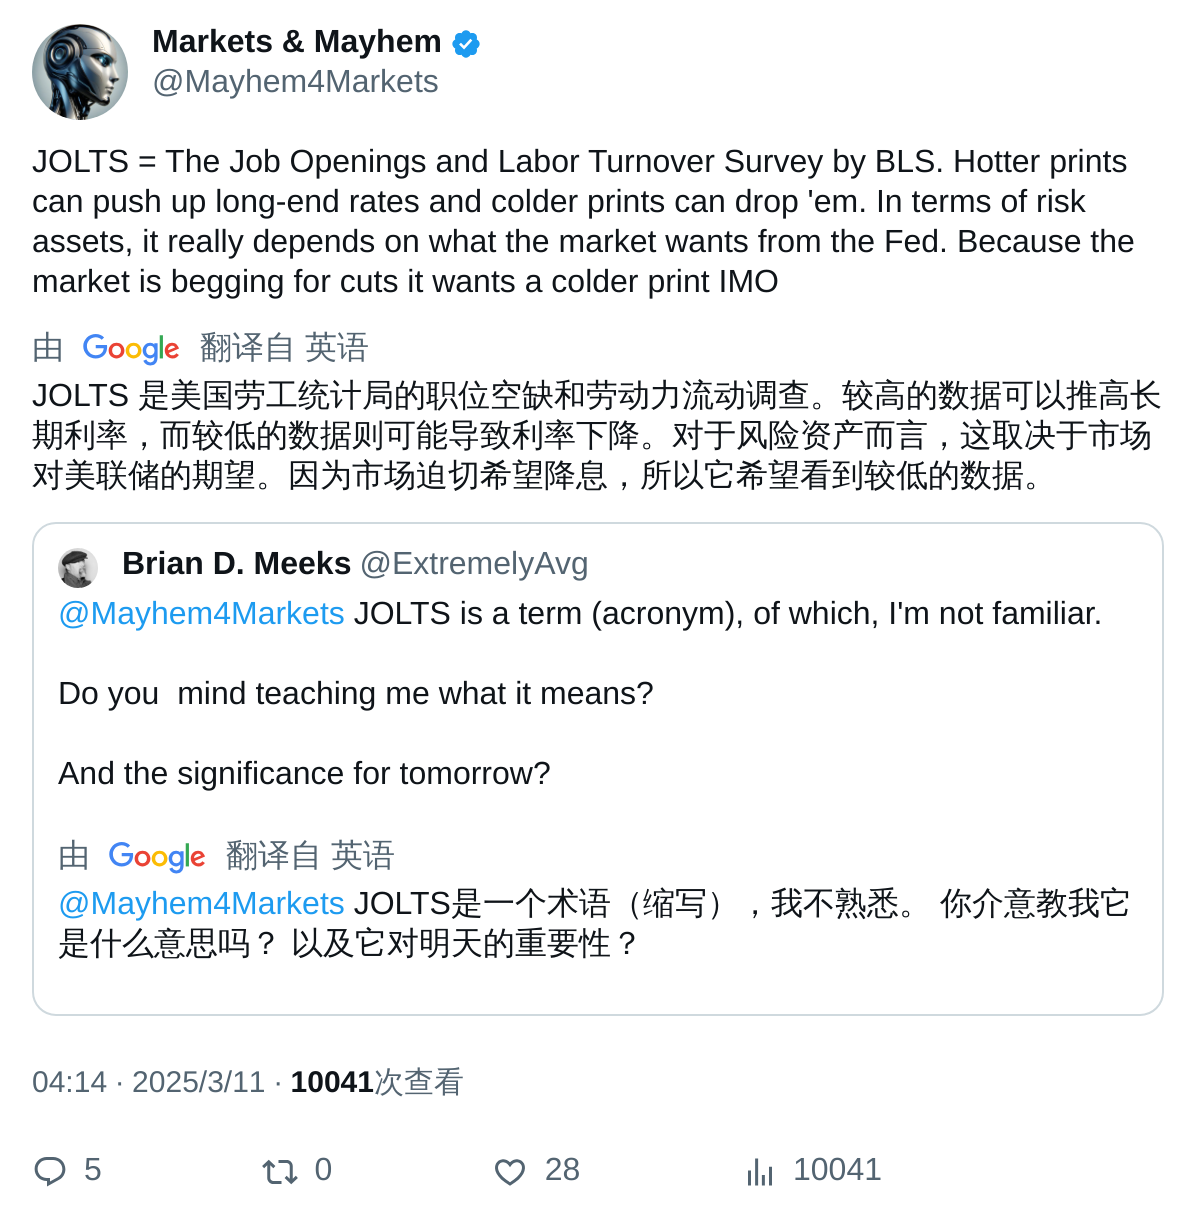 Markets & Mayhem
@Mayhem4Markets
JOLTS = The Job Openings and Labor Turnover Survey by BLS. Hotter prints
can push up long-end rates and colder prints can drop 'em. In terms of risk
assets, it really depends on what the market wants from the Fed. Because the
market is begging for cuts it wants a colder print IMO
由 Google 翻译自 英语
JOLTS 是美国劳工统计局的职位空缺和劳动力流动调查。较高的数据可以推高长
期利率，而较低的数据则可能导致利率下降。对于风险资产而言，这取决于市场
对美联储的期望。因为市场迫切希望降息，所以它希望看到较低的数据。
Brian D. Meeks @ExtremelyAvg
@Mayhem4Markets JOLTS is a term (acronym), of which, I'm not familiar.
Do you  mind teaching me what it means?
And the significance for tomorrow?
由 Google 翻译自 英语
@Mayhem4Markets JOLTS是一个术语（缩写），我不熟悉。 你介意教我它
是什么意思吗？ 以及它对明天的重要性？
04:14 · 2025/3/11 · 10041次查看
5 0 28 10041